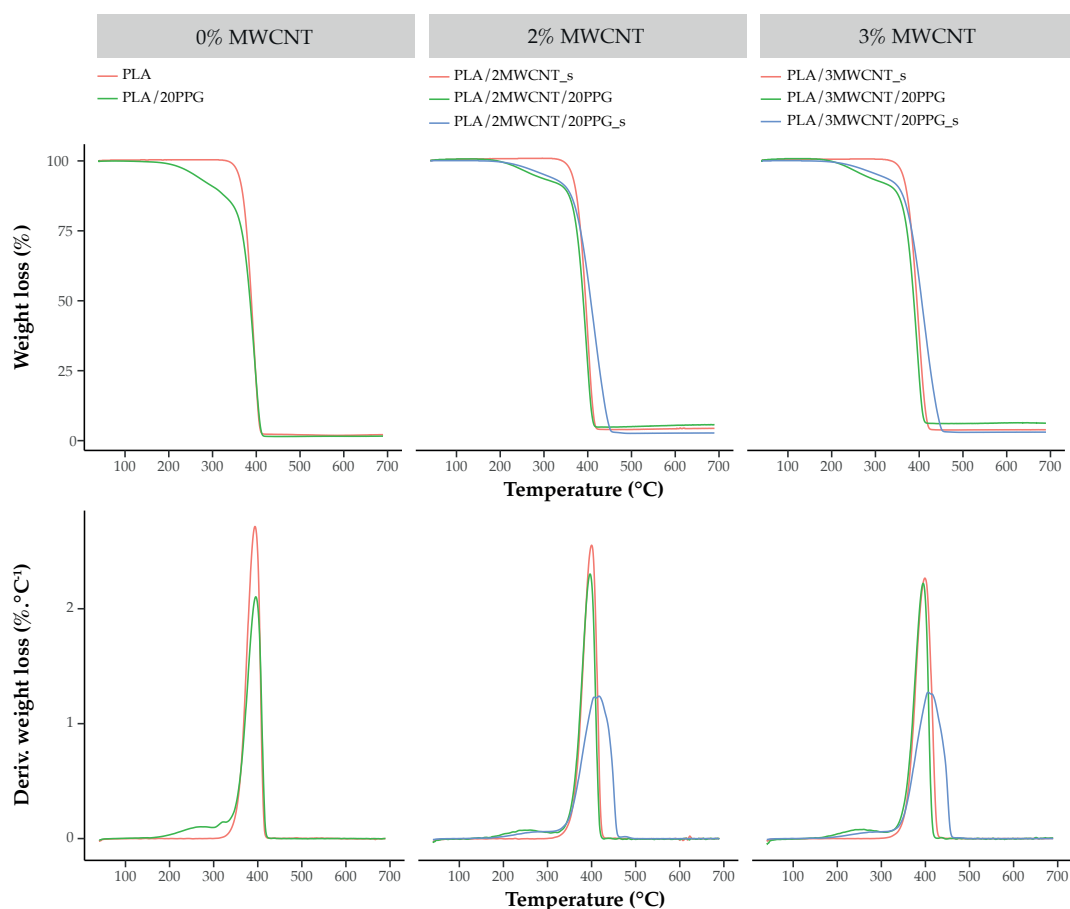 0% MWCNT
2% MWCNT
3% MWCNT
PLA
PLA/20PPG
PLA/2MWCNT_s
PLA/2MWCNT/20PPG
PLA/2MWCNT/20PPG_s
PLA/3MWCNT_s
PLA/3MWCNT/20PPG
PLA/3MWCNT/20PPG_s
Weight loss (%)
100
75
50
25
0
100 200 300 400 500 600 700
100 200 300 400 500 600 700
100 200 300 400 500 600 700
Temperature (°C)
Deriv. weight loss (%.°C⁻¹)
2
1
0
100 200 300 400 500 600 700
100 200 300 400 500 600 700
100 200 300 400 500 600 700
Temperature (°C)